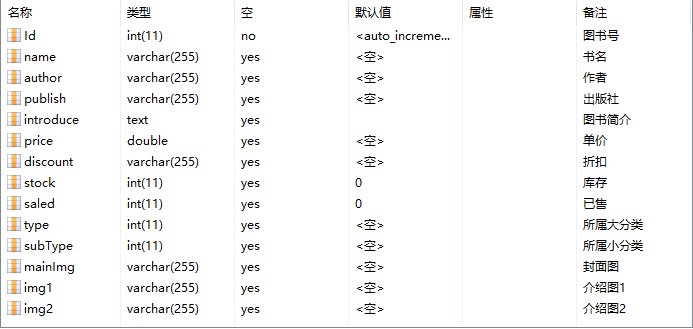 名称 类型 空 默认值 属性 备注
Id int(11) no <auto_increme... 图书号
name varchar(255) yes <空> 书名
author varchar(255) yes <空> 作者
publish varchar(255) yes <空> 出版社
introduce text yes 图书简介
price double yes <空> 单价
discount varchar(255) yes <空> 折扣
stock int(11) yes 0 库存
saled int(11) yes 0 已售
type int(11) yes <空> 所属大分类
subType int(11) yes <空> 所属小分类
mainImg varchar(255) yes <空> 封面图
img1 varchar(255) yes <空> 介绍图1
img2 varchar(255) yes <空> 介绍图2